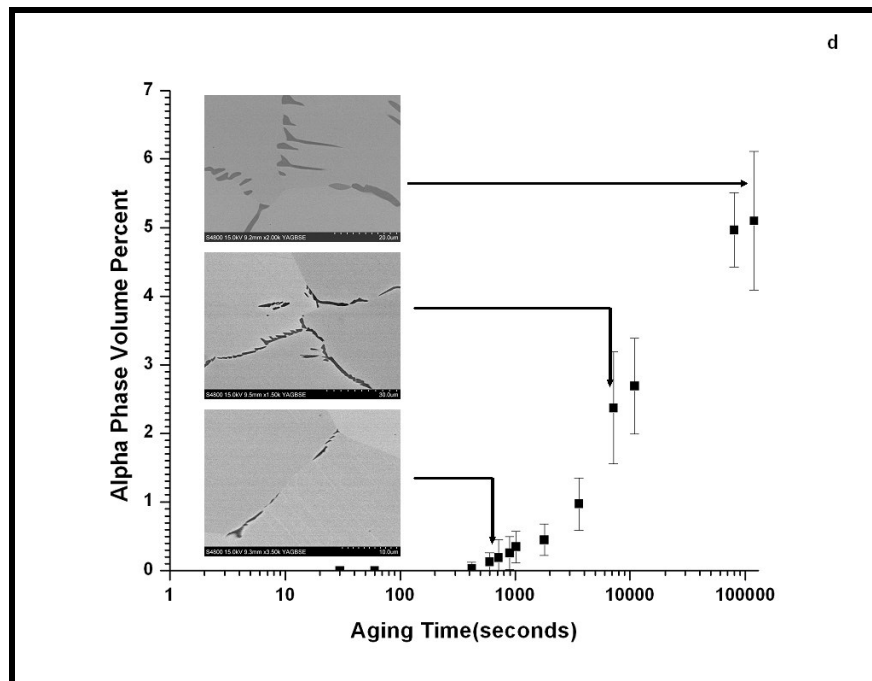 d
7
6
5
4
3
2
1
0
Alpha Phase Volume Percent
S4800 15.0kV 9.2mm x2.00k YAGBSE 20.0um
S4800 15.0kV 9.5mm x1.50k YAGBSE 30.0um
S4800 15.0kV 9.3mm x3.50k YAGBSE 10.0um
1 10 100 1000 10000 100000
Aging Time(seconds)